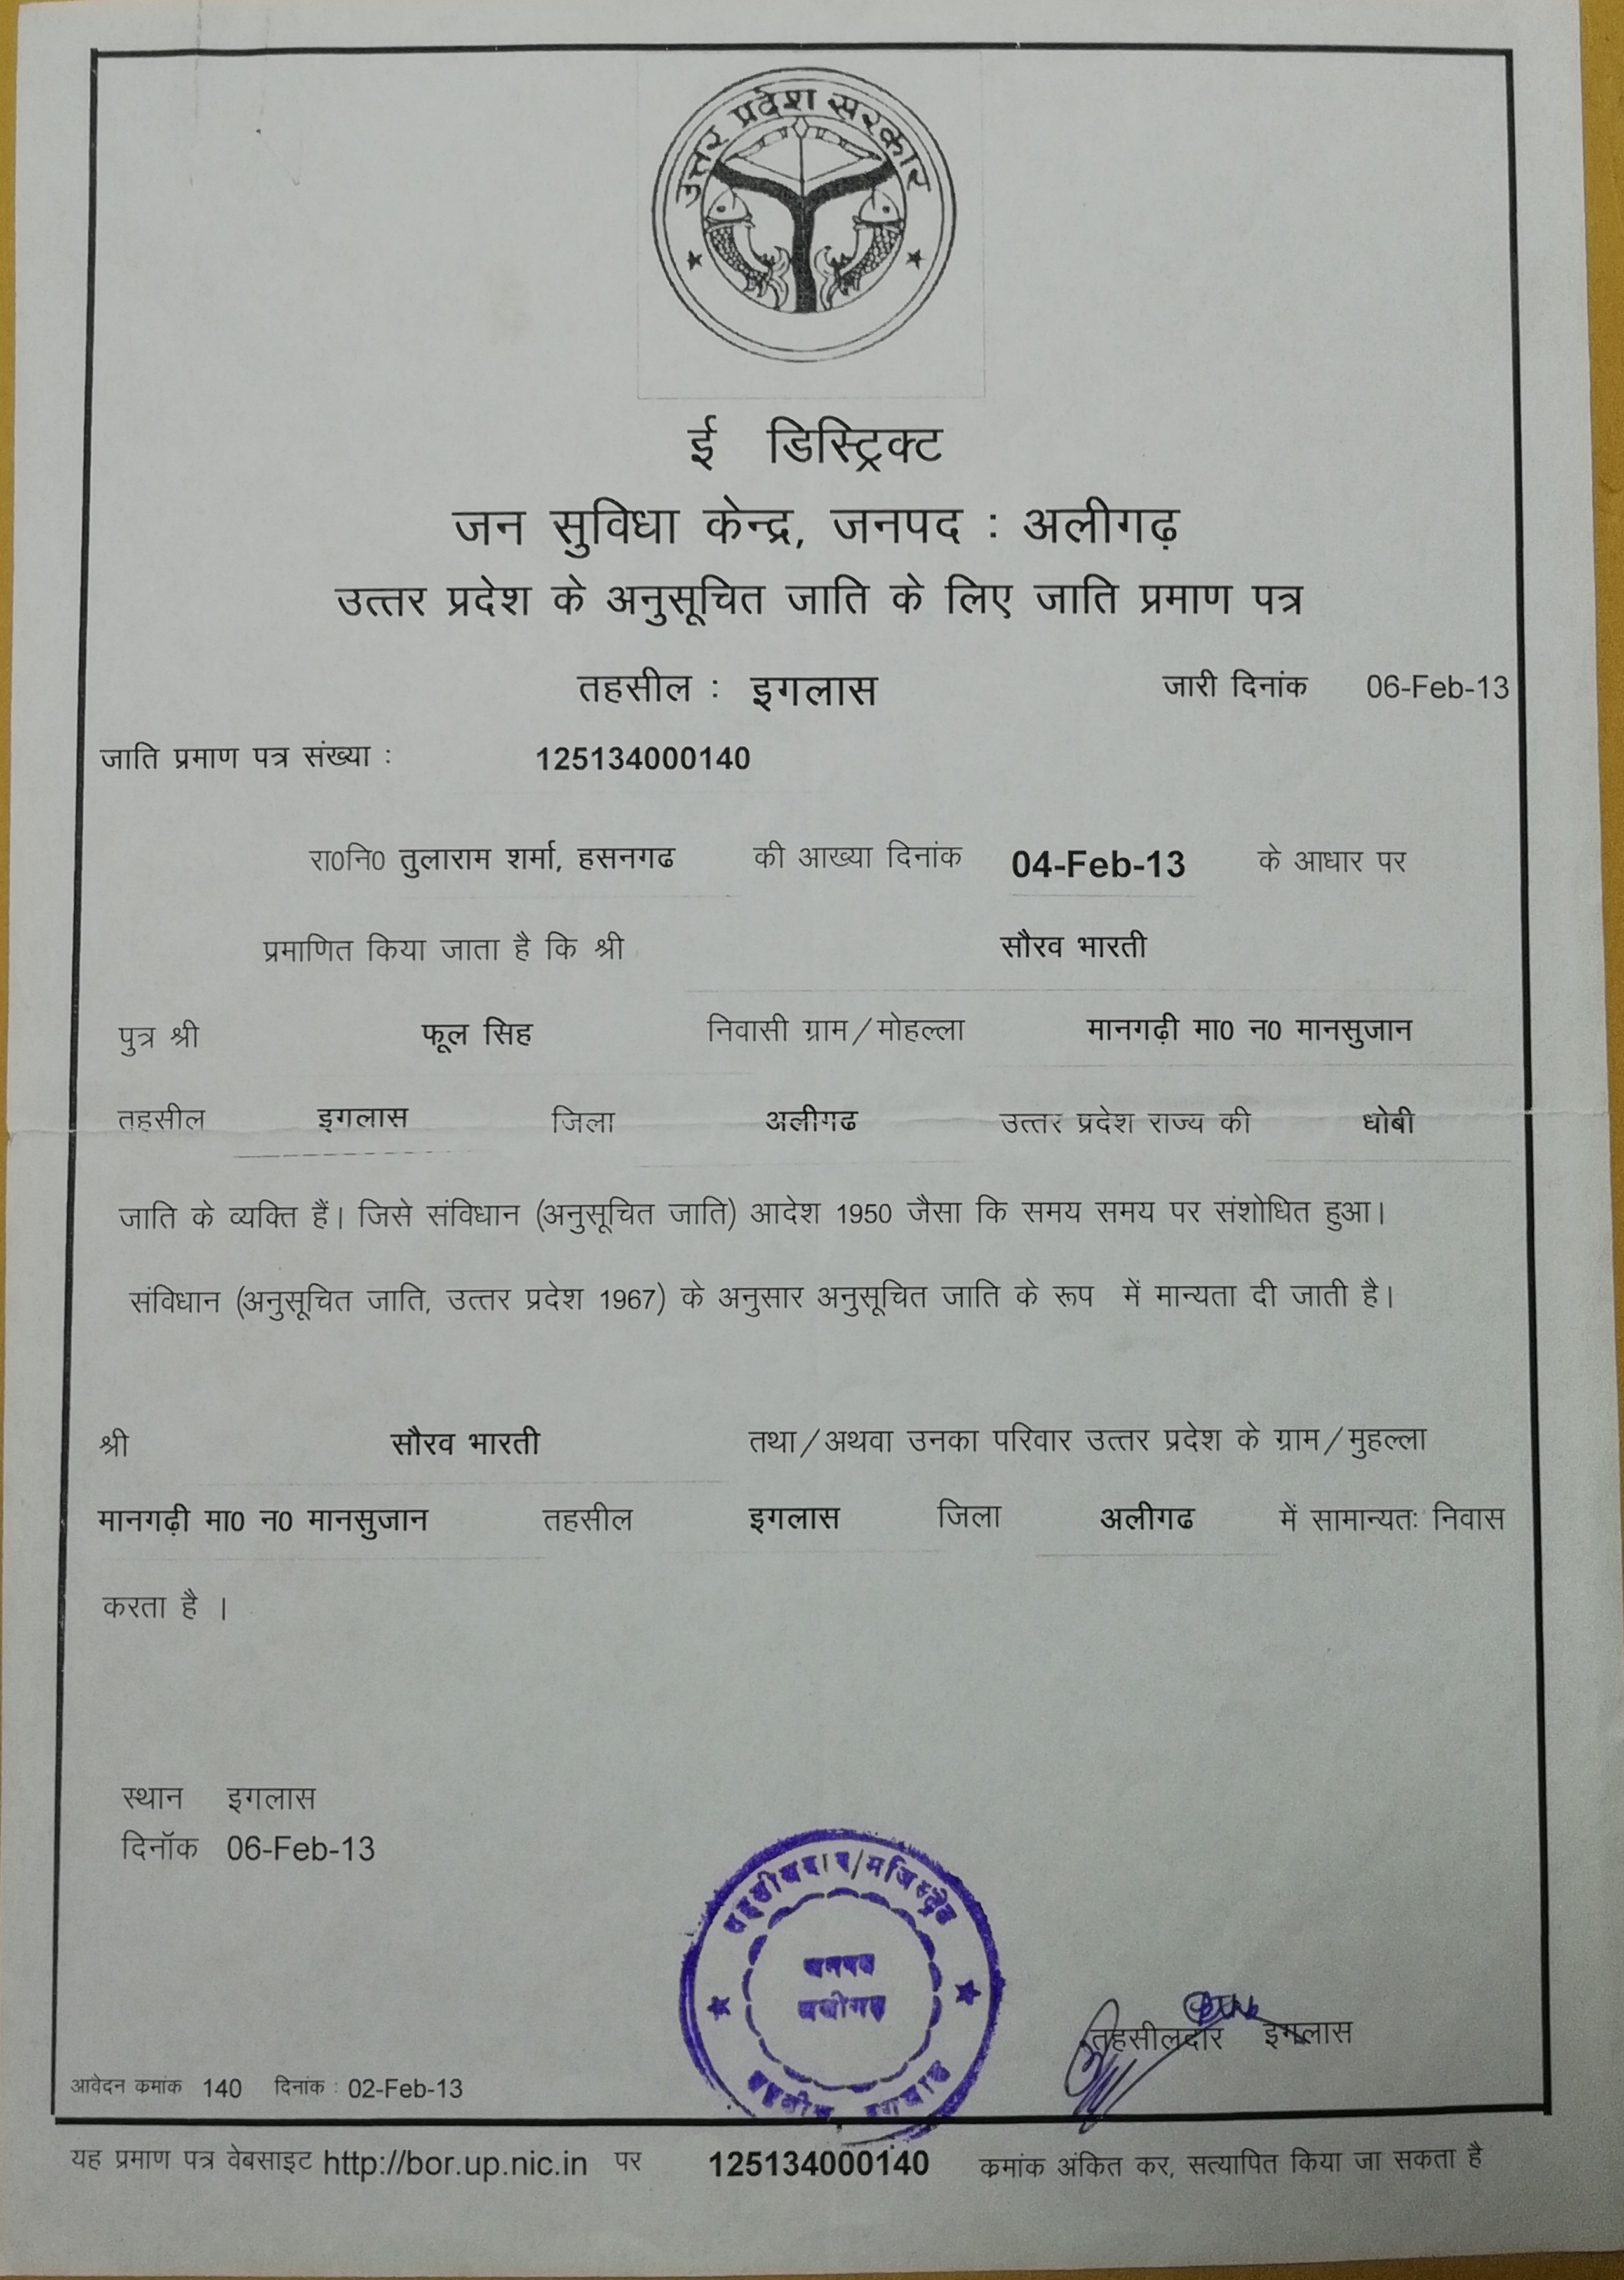 उत्तर प्रदेश सरकार
ई डिस्ट्रिक्ट
जन सुविधा केन्द्र, जनपद : अलीगढ़
उत्तर प्रदेश के अनुसूचित जाति के लिए जाति प्रमाण पत्र
तहसील : इगलास जारी दिनांक 06-Feb-13
जाति प्रमाण पत्र संख्या : 125134000140
रा0नि0 तुलाराम शर्मा, हसनगढ की आख्या दिनांक 04-Feb-13 के आधार पर
प्रमाणित किया जाता है कि श्री सौरव भारती
पुत्र श्री फूल सिह निवासी ग्राम/मोहल्ला मानगढ़ी मा0 न0 मानसुजान
तहसील इगलास जिला अलीगढ उत्तर प्रदेश राज्य की धोबी
जाति के व्यक्ति हैं। जिसे संविधान (अनुसूचित जाति) आदेश 1950 जैसा कि समय समय पर संशोधित हुआ।
संविधान (अनुसूचित जाति, उत्तर प्रदेश 1967) के अनुसार अनुसूचित जाति के रूप में मान्यता दी जाती है।
श्री सौरव भारती तथा/अथवा उनका परिवार उत्तर प्रदेश के ग्राम/मुहल्ला
मानगढ़ी मा0 न0 मानसुजान तहसील इगलास जिला अलीगढ में सामान्यतः निवास
करता है ।
स्थान इगलास
दिनॉक 06-Feb-13
तहसीलदार/मजिस्ट्रेट
जनपद
अलीगढ़
तहसील इगलास
तहसीलदार इगलास
आवेदन कमांक 140 दिनांक : 02-Feb-13
यह प्रमाण पत्र वेबसाइट http://bor.up.nic.in पर 125134000140 कमांक अंकित कर, सत्यापित किया जा सकता है